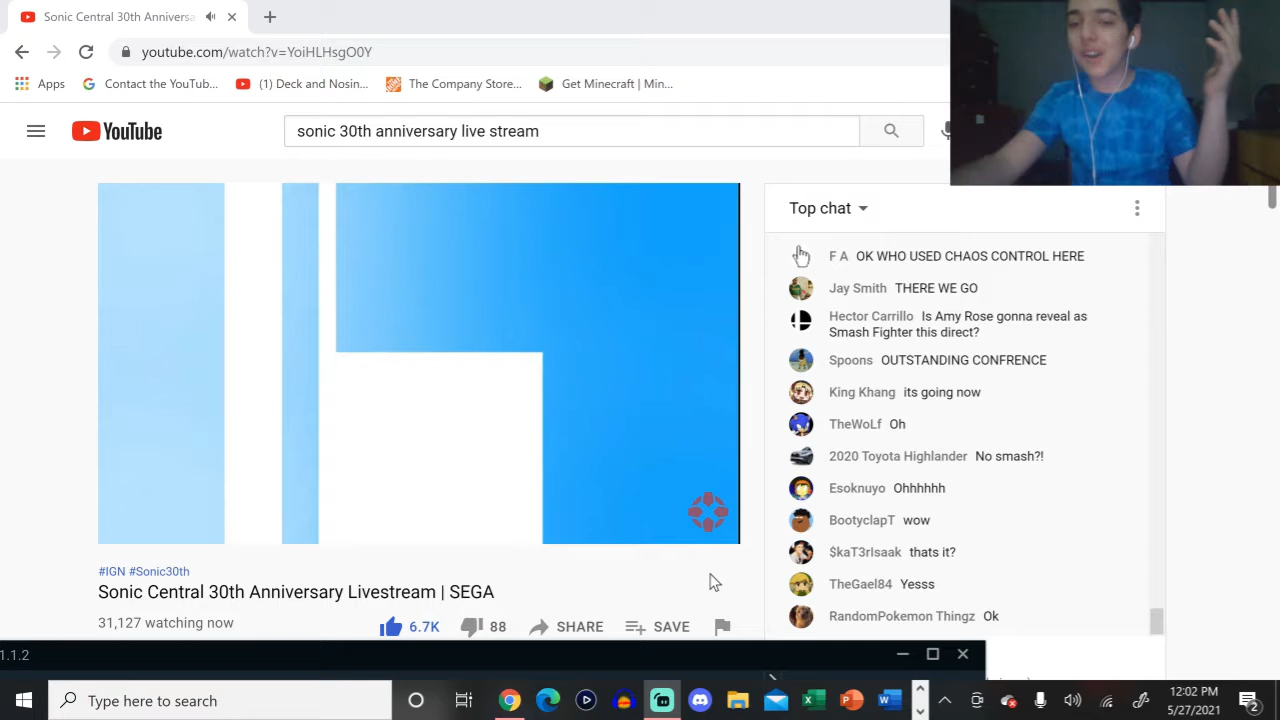 Sonic Central 30th Anniversa
youtube.com/watch?v=YoiHLHsgO0Y
Apps
Contact the YouTub...
(1) Deck and Nosin...
The Company Store...
Get Minecraft | Min...
YouTube
sonic 30th anniversary live stream
Top chat
F A OK WHO USED CHAOS CONTROL HERE
Jay Smith THERE WE GO
Hector Carrillo Is Amy Rose gonna reveal as
Smash Fighter this direct?
Spoons OUTSTANDING CONFRENCE
King Khang its going now
TheWoLf Oh
2020 Toyota Highlander No smash?!
Esoknuyo Ohhhhhh
BootyclapT wow
$kaT3rIsaak thats it?
TheGael84 Yesss
RandomPokemon Thingz Ok
#IGN #Sonic30th
Sonic Central 30th Anniversary Livestream | SEGA
31,127 watching now
6.7K
88
SHARE
SAVE
1.1.2
Type here to search
12:02 PM
5/27/2021
2